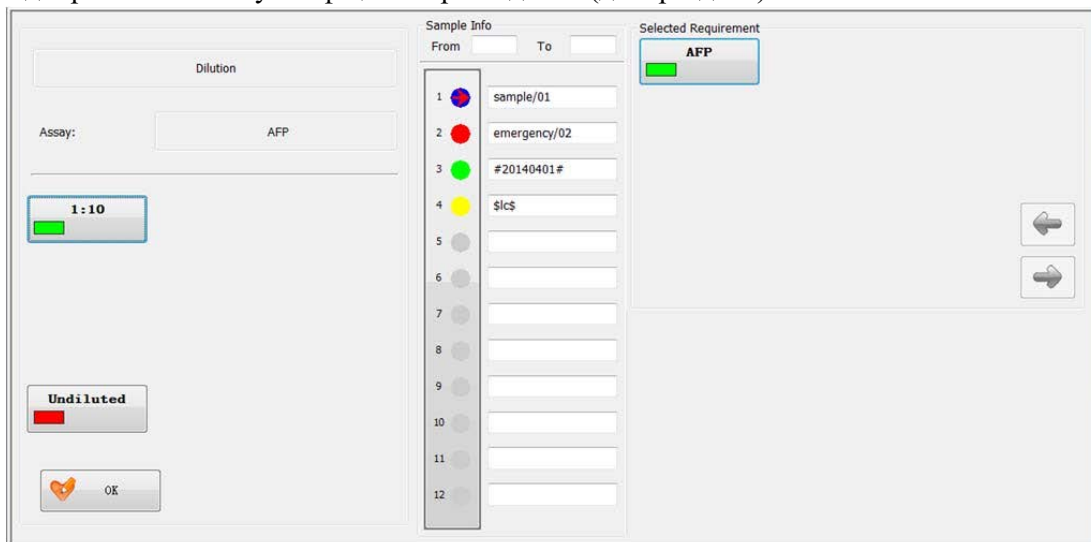 Dilution
Assay: AFP
1:10
Undiluted
OK
Sample Info
From To
1 sample/01
2 emergency/02
3 #20140401#
4 $lc$
5
6
7
8
9
10
11
12
Selected Requirement
AFP